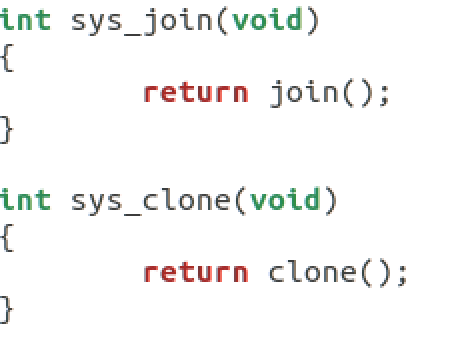 int sys_join(void)
{
        return join();
}

int sys_clone(void)
{
        return clone();
}